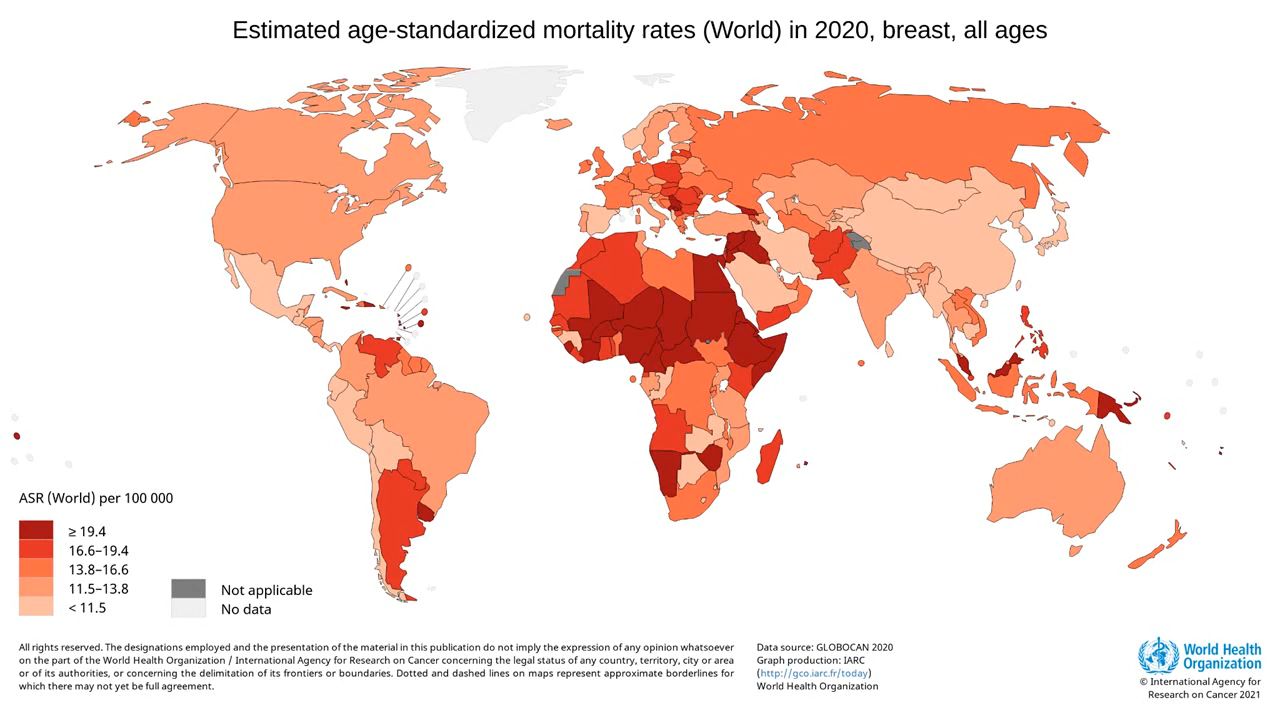 Estimated age-standardized mortality rates (World) in 2020, breast, all ages
ASR (World) per 100 000
≥ 19.4
16.6–19.4
13.8–16.6
11.5–13.8
< 11.5
Not applicable
No data
All rights reserved. The designations employed and the presentation of the material in this publication do not imply the expression of any opinion whatsoever
on the part of the World Health Organization / International Agency for Research on Cancer concerning the legal status of any country, territory, city or area
or of its authorities, or concerning the delimitation of its frontiers or boundaries. Dotted and dashed lines on maps represent approximate borderlines for
which there may not yet be full agreement.
Data source: GLOBOCAN 2020
Graph production: IARC
(http://gco.iarc.fr/today)
World Health Organization
World Health
Organization
© International Agency for
Research on Cancer 2021